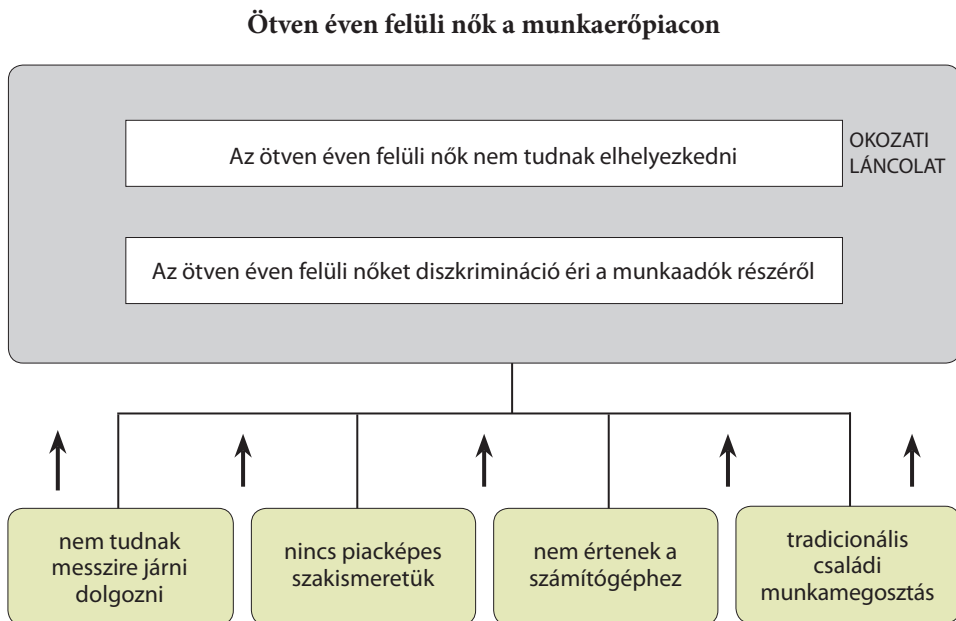 Ötven éven felüli nők a munkaerőpiacon
Az ötven éven felüli nők nem tudnak elhelyezkedni
OKOZATI
LÁNCOLAT
Az ötven éven felüli nőket diszkrimináció éri a munkaadók részéről
nem tudnak
messzire járni
dolgozni
nincs piacképes
szakismeretük
nem értenek a
számítógéphez
tradicionális
családi
munkamegosztás